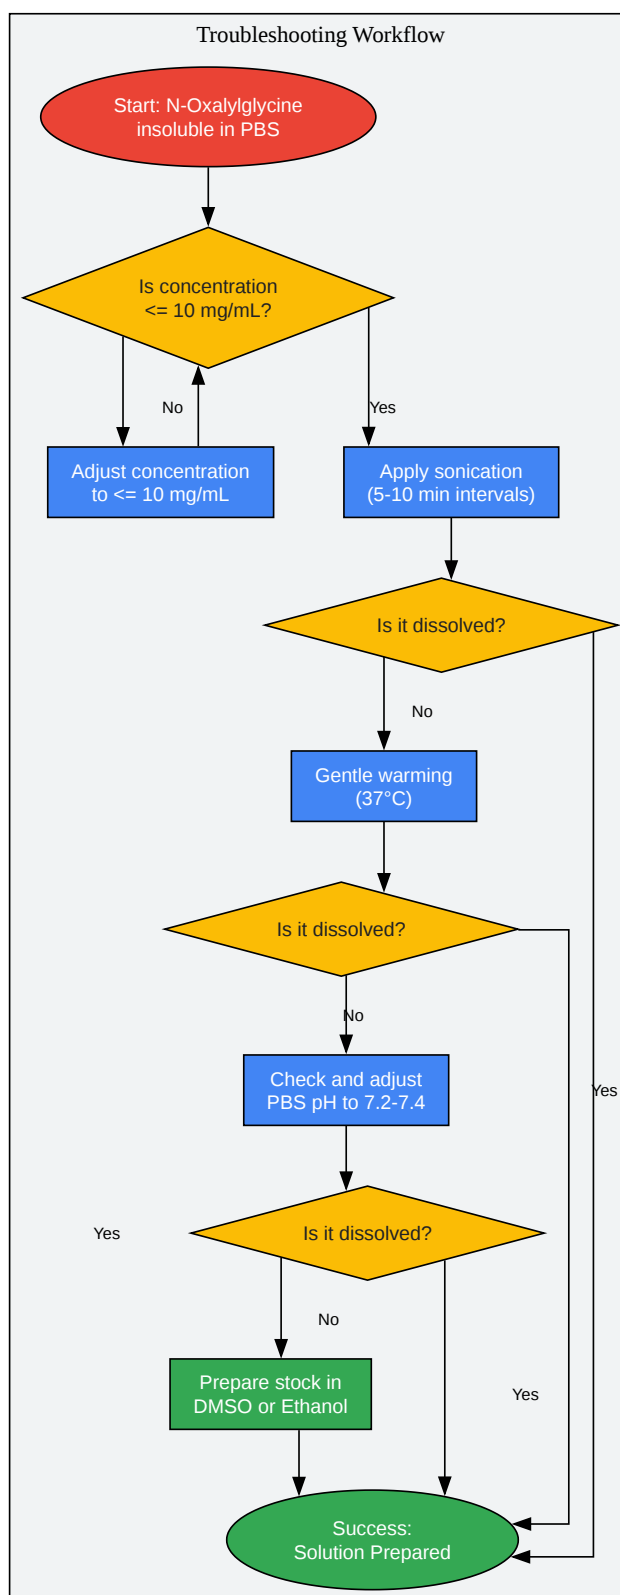 Troubleshooting Workflow
Start: N-Oxalylglycine
insoluble in PBS
Is concentration
<= 10 mg/mL?
No
Yes
Adjust concentration
to <= 10 mg/mL
Apply sonication
(5-10 min intervals)
Is it dissolved?
No
Gentle warming
(37°C)
Is it dissolved?
No
Check and adjust
PBS pH to 7.2-7.4
Yes
Is it dissolved?
Yes
No
Prepare stock in
DMSO or Ethanol
Yes
Success:
Solution Prepared